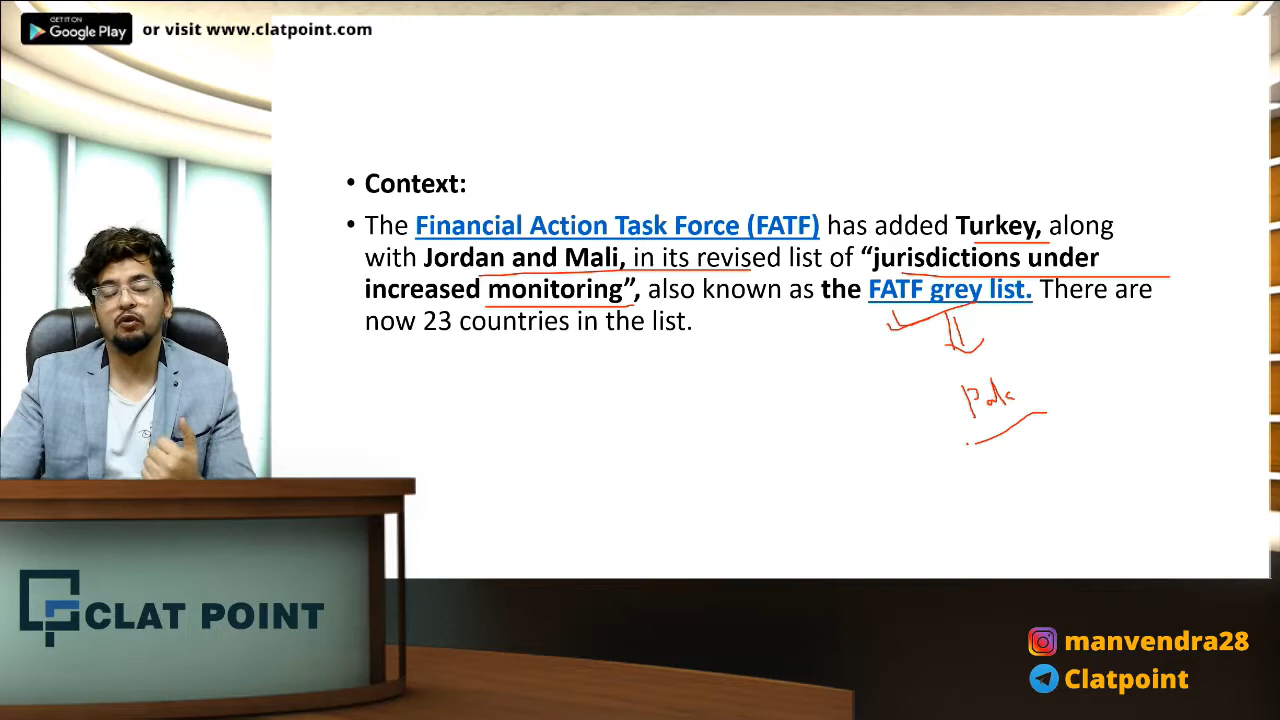 GET IT ON
Google Play
or visit www.clatpoint.com
• Context:
• The Financial Action Task Force (FATF) has added Turkey, along
with Jordan and Mali, in its revised list of “jurisdictions under
increased monitoring”, also known as the FATF grey list. There are
now 23 countries in the list.
CLAT POINT
manvendra28
Clatpoint